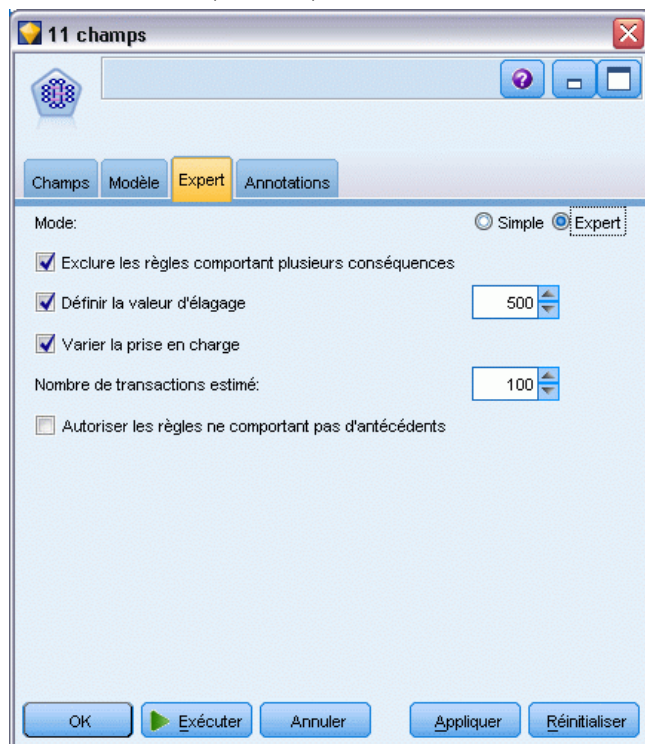 11 champs
Champs Modèle Expert Annotations
Mode: Simple Expert
Exclure les règles comportant plusieurs conséquences
Définir la valeur d'élagage 500
Varier la prise en charge
Nombre de transactions estimé: 100
Autoriser les règles ne comportant pas d'antécédents
OK Exécuter Annuler Appliquer Réinitialiser